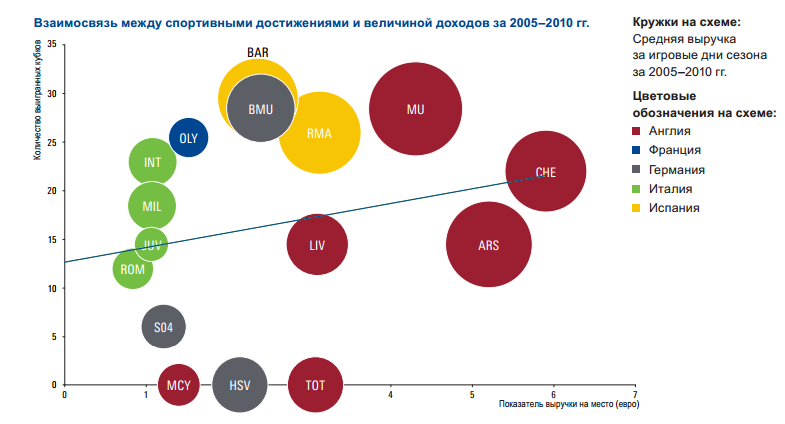 Взаимосвязь между спортивными достижениями и величиной доходов за 2005–2010 гг.
Количество выигранных кубков
35
30
25
20
15
10
5
0
BAR
BMU
MU
RMA
OLY
INT
CHE
MIL
JUV
LIV
ARS
ROM
S04
MCY
HSV
TOT
0
1
4
5
6
7
Показатель выручки на место (евро)
Кружки на схеме:
Средняя выручка
за игровые дни сезона
за 2005–2010 гг.
Цветовые
обозначения на схеме:
Англия
Франция
Германия
Италия
Испания